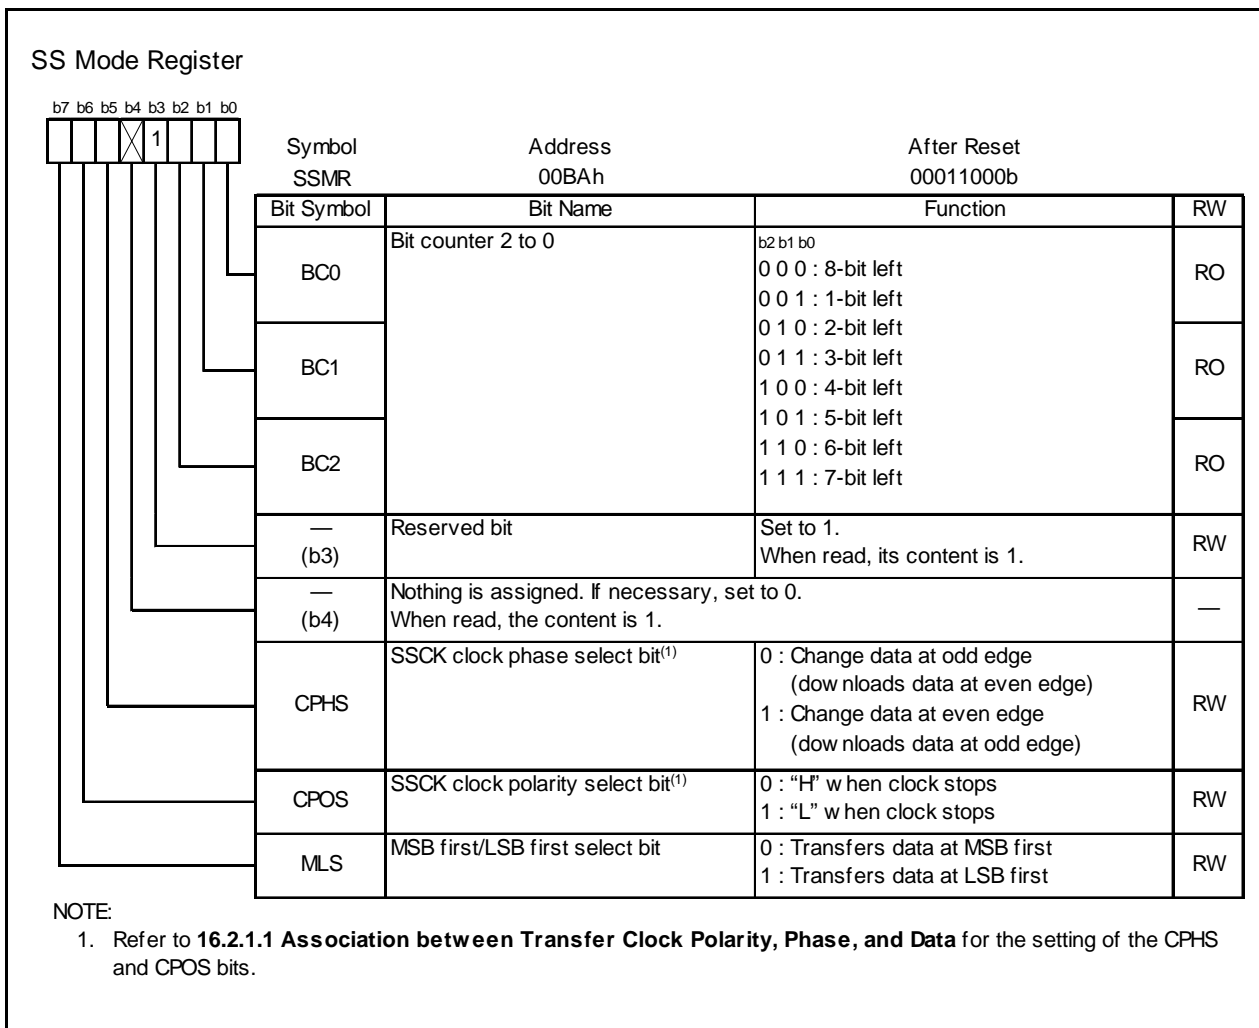 SS Mode Register
b7 b6 b5 b4 b3 b2 b1 b0
1
Symbol Address After Reset
SSMR 00BAh 00011000b
Bit Symbol Bit Name Function RW
BC0 Bit counter 2 to 0 b2 b1 b0 RO
0 0 0 : 8-bit left
0 0 1 : 1-bit left
0 1 0 : 2-bit left
BC1 0 1 1 : 3-bit left RO
1 0 0 : 4-bit left
1 0 1 : 5-bit left
BC2 1 1 0 : 6-bit left RO
1 1 1 : 7-bit left
— Reserved bit Set to 1. RW
(b3) When read, its content is 1.
— Nothing is assigned. If necessary, set to 0. —
(b4) When read, the content is 1.
CPHS SSCK clock phase select bit(1) 0 : Change data at odd edge RW
(downloads data at even edge)
1 : Change data at even edge
(downloads data at odd edge)
CPOS SSCK clock polarity select bit(1) 0 : “H” when clock stops RW
1 : “L” when clock stops
MLS MSB first/LSB first select bit 0 : Transfers data at MSB first RW
1 : Transfers data at LSB first
NOTE:
1. Refer to 16.2.1.1 Association between Transfer Clock Polarity, Phase, and Data for the setting of the CPHS
and CPOS bits.